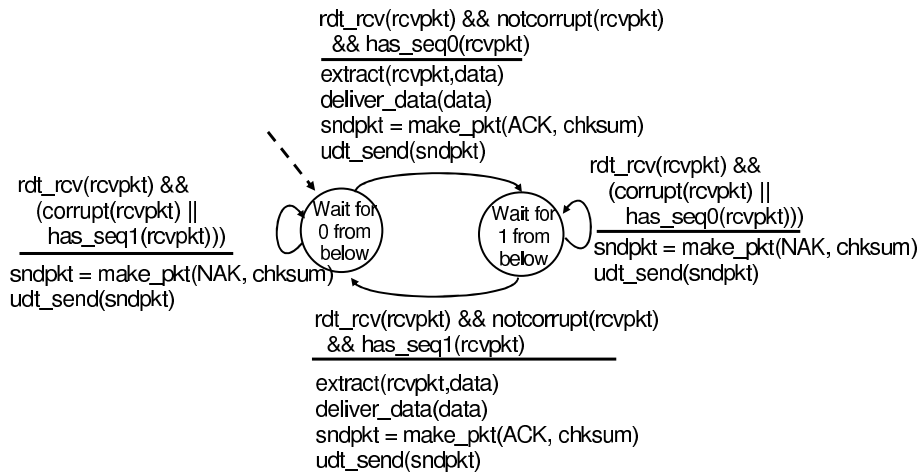 rdt_rcv(rcvpkt) && notcorrupt(rcvpkt)
&& has_seq0(rcvpkt)
extract(rcvpkt,data)
deliver_data(data)
sndpkt = make_pkt(ACK, chksum)
udt_send(sndpkt)
rdt_rcv(rcvpkt) &&
(corrupt(rcvpkt) ||
has_seq1(rcvpkt)))
sndpkt = make_pkt(NAK, chksum)
udt_send(sndpkt)
Wait for
0 from
below
Wait for
1 from
below
rdt_rcv(rcvpkt) &&
(corrupt(rcvpkt) ||
has_seq0(rcvpkt)))
sndpkt = make_pkt(NAK, chksum)
udt_send(sndpkt)
rdt_rcv(rcvpkt) && notcorrupt(rcvpkt)
&& has_seq1(rcvpkt)
extract(rcvpkt,data)
deliver_data(data)
sndpkt = make_pkt(ACK, chksum)
udt_send(sndpkt)